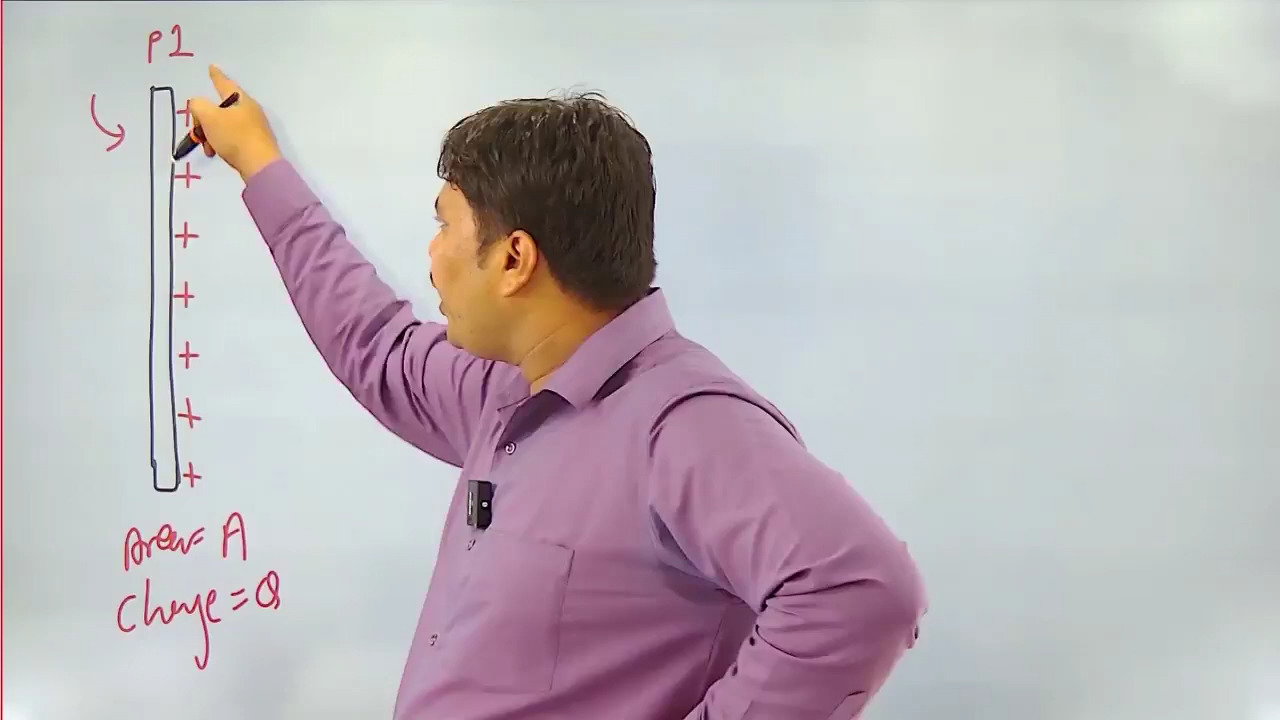 P1
+
+
+
+
+
+
+
Area = A
Charge = Q